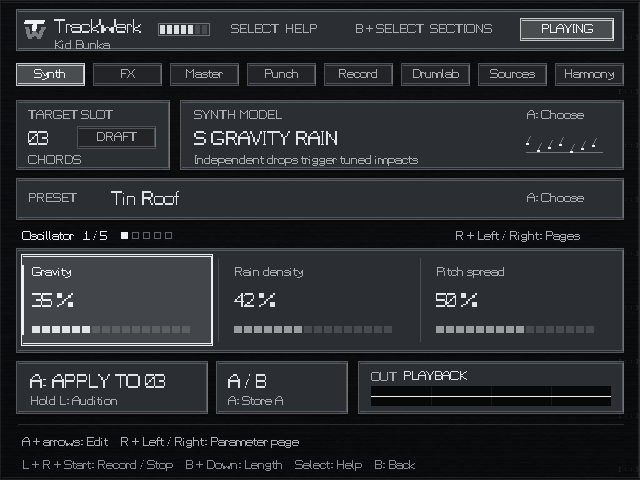 TrackWerk
Kid Bunka
SELECT HELP
B+SELECT SECTIONS
PLAYING
Synth
FX
Master
Punch
Record
Drumlab
Sources
Harmony
TARGET SLOT
03
DRAFT
CHORDS
SYNTH MODEL
A: Choose
S GRAVITY RAIN
Independent drops trigger tuned impacts
PRESET
Tin Roof
A: Choose
Oscillator 1/5
R + Left / Right: Pages
Gravity
35%
Rain density
42%
Pitch spread
50%
A: APPLY TO 03
Hold L: Audition
A / B
A: Store A
OUT PLAYBACK
A + arrows: Edit R + Left / Right: Parameter page
L + R + Start: Record / Stop B + Down: Length Select: Help B: Back